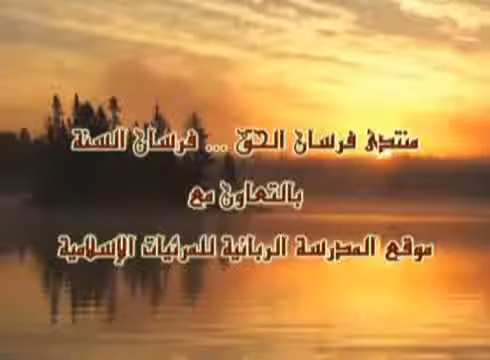 منتدى فرسان الحق ... فرسان السنة
بالتعاون مع
موقع المدرسة الربانية للمرئيات الإسلامية